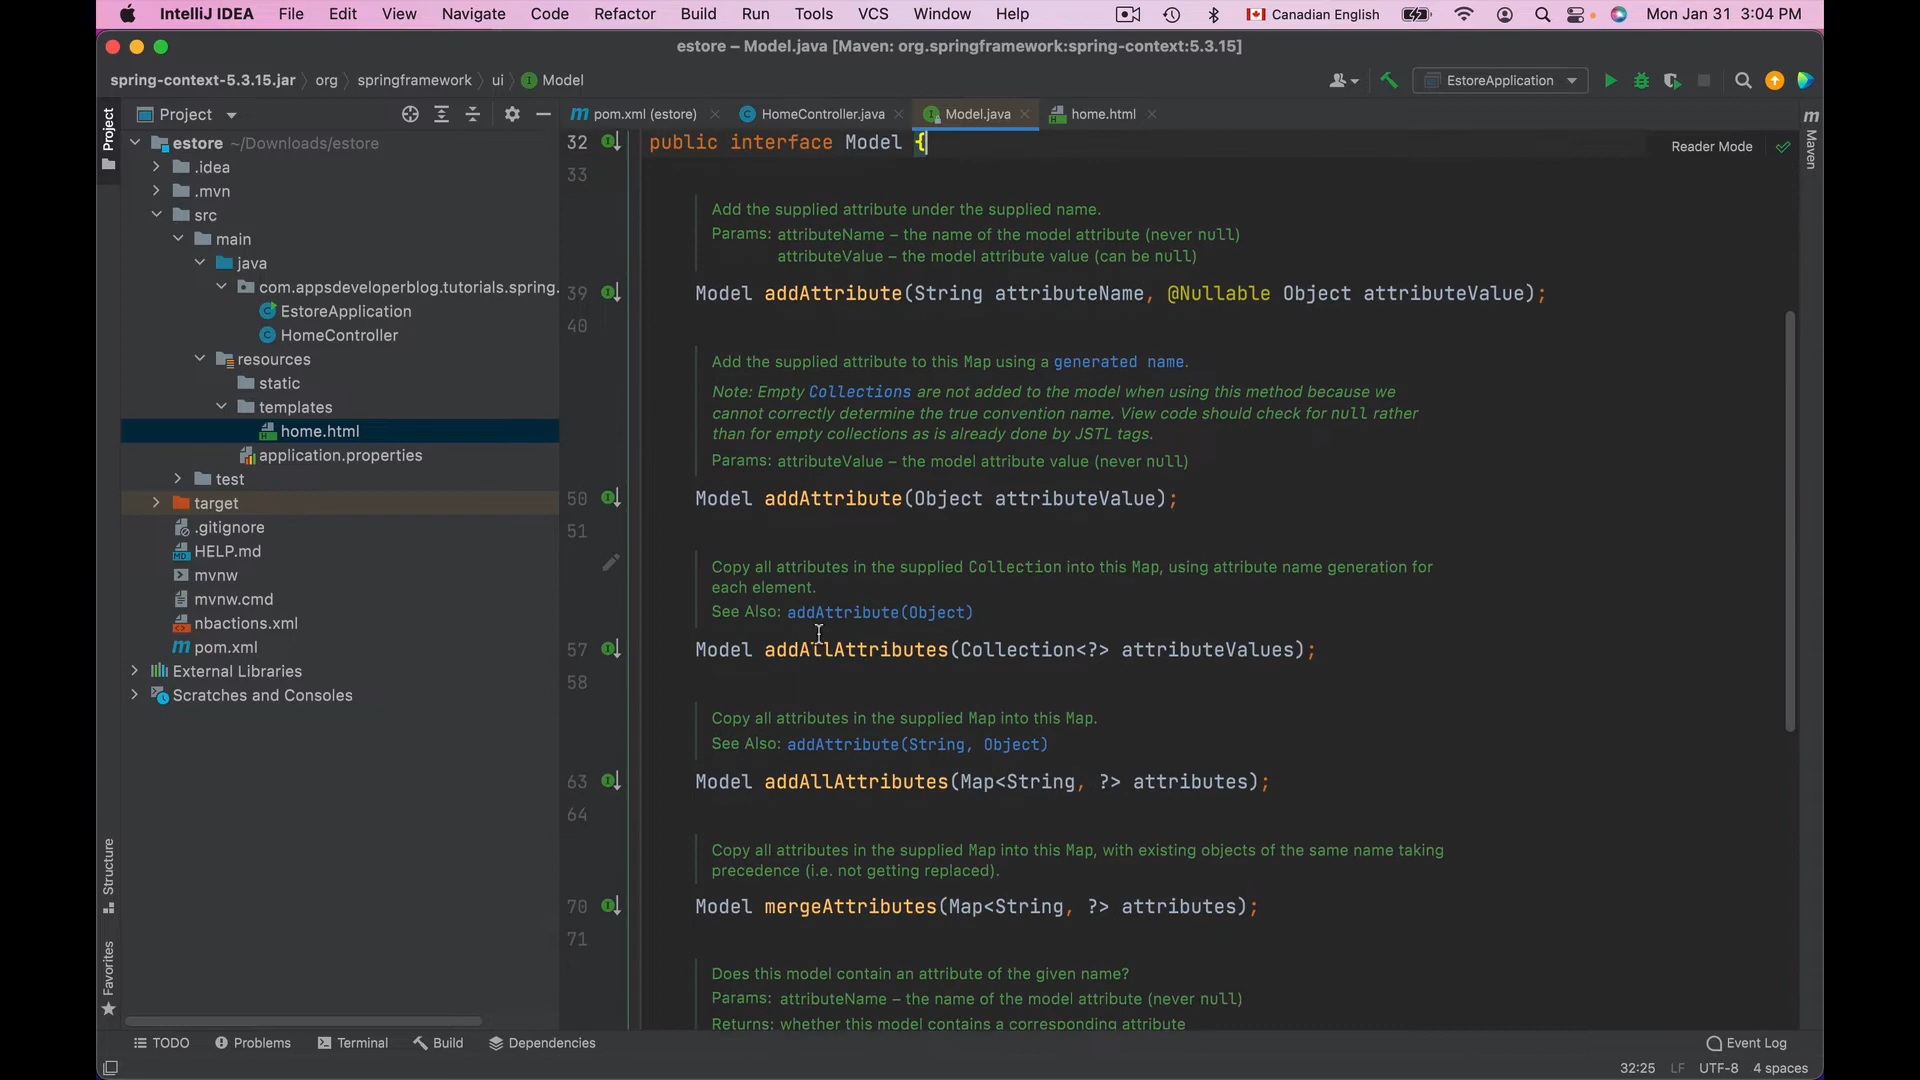 IntelliJ IDEA File Edit View Navigate Code Refactor Build Run Tools VCS Window Help Canadian English Mon Jan 31 3:04 PM
estore – Model.java [Maven: org.springframework:spring-context:5.3.15]
spring-context-5.3.15.jar org springframework ui Model EstoreApplication
Project
Project
pom.xml (estore) HomeController.java Model.java home.html
Maven
Reader Mode
estore ~/Downloads/estore
.idea
.mvn
src
main
java
com.appsdeveloperblog.tutorials.spring.
EstoreApplication
HomeController
resources
static
templates
home.html
application.properties
test
target
.gitignore
HELP.md
mvnw
mvnw.cmd
nbactions.xml
pom.xml
External Libraries
Scratches and Consoles
32 public interface Model {
33
Add the supplied attribute under the supplied name.
Params: attributeName – the name of the model attribute (never null)
attributeValue – the model attribute value (can be null)
39 Model addAttribute(String attributeName, @Nullable Object attributeValue);
40
Add the supplied attribute to this Map using a generated name.
Note: Empty Collections are not added to the model when using this method because we
cannot correctly determine the true convention name. View code should check for null rather
than for empty collections as is already done by JSTL tags.
Params: attributeValue – the model attribute value (never null)
50 Model addAttribute(Object attributeValue);
51
Copy all attributes in the supplied Collection into this Map, using attribute name generation for
each element.
See Also: addAttribute(Object)
57 Model addAllAttributes(Collection<?> attributeValues);
58
Copy all attributes in the supplied Map into this Map.
See Also: addAttribute(String, Object)
63 Model addAllAttributes(Map<String, ?> attributes);
64
Copy all attributes in the supplied Map into this Map, with existing objects of the same name taking
precedence (i.e. not getting replaced).
70 Model mergeAttributes(Map<String, ?> attributes);
71
Does this model contain an attribute of the given name?
Params: attributeName – the name of the model attribute (never null)
Returns: whether this model contains a corresponding attribute
Structure
Favorites
TODO Problems Terminal Build Dependencies Event Log
32:25 LF UTF-8 4 spaces